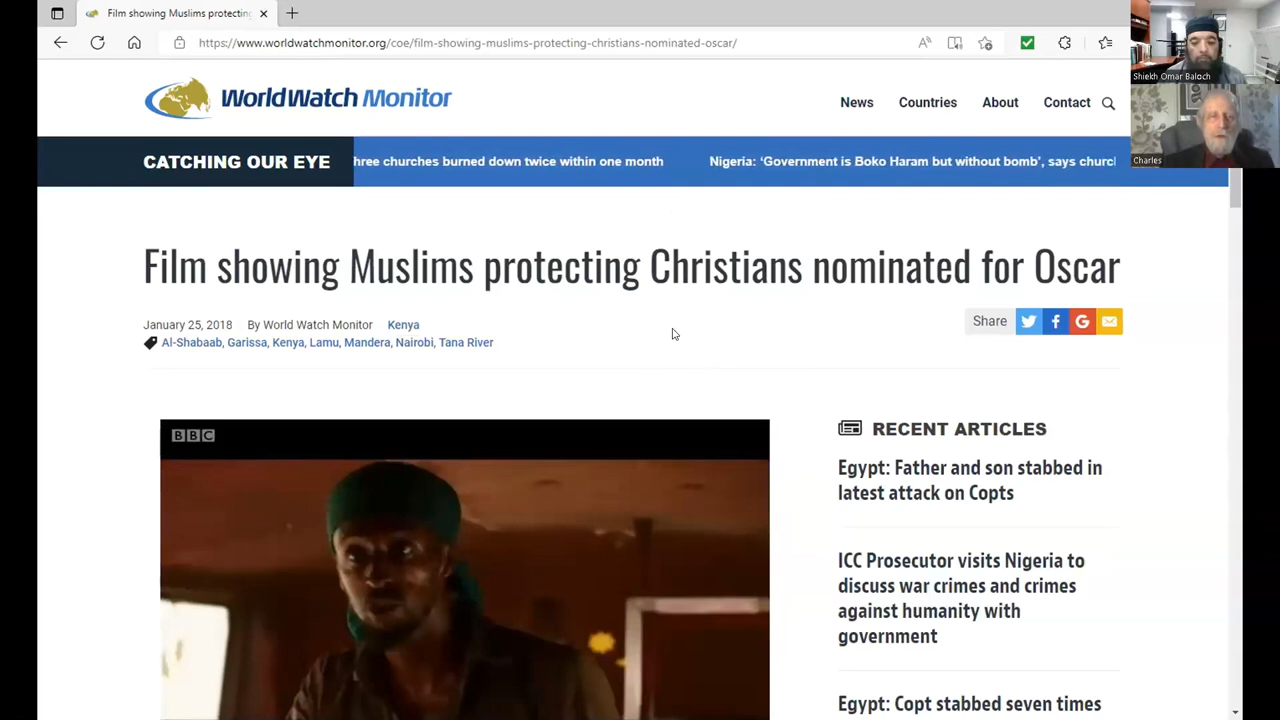 Film showing Muslims protecting
https://www.worldwatchmonitor.org/coe/film-showing-muslims-protecting-christians-nominated-oscar/
Shiekh Omar Baloch
Charles
WorldWatch Monitor
News Countries About Contact
CATCHING OUR EYE
hree churches burned down twice within one month Nigeria: ‘Government is Boko Haram but without bomb’, says churc
Film showing Muslims protecting Christians nominated for Oscar
January 25, 2018 By World Watch Monitor Kenya
Al-Shabaab, Garissa, Kenya, Lamu, Mandera, Nairobi, Tana River
Share
BBC
RECENT ARTICLES
Egypt: Father and son stabbed in
latest attack on Copts
ICC Prosecutor visits Nigeria to
discuss war crimes and crimes
against humanity with
government
Egypt: Copt stabbed seven times